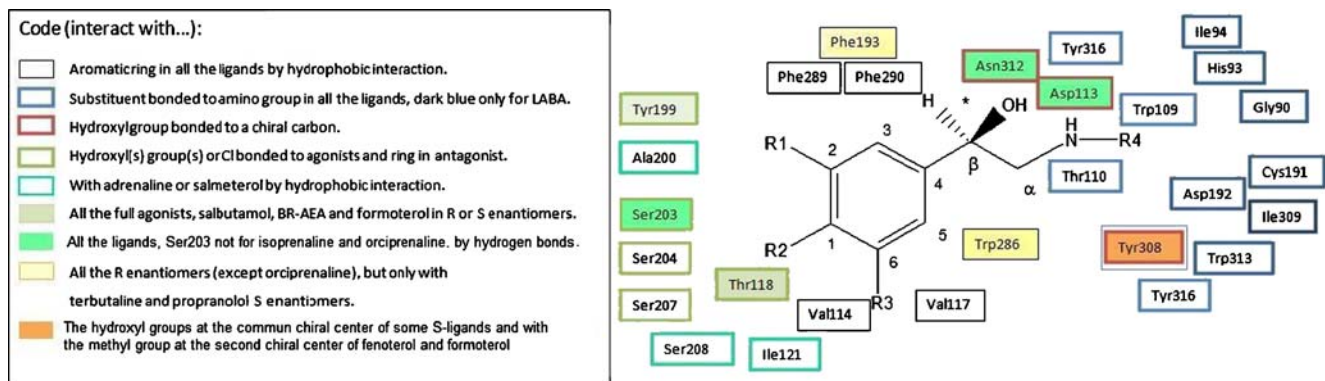 Code (interact with...):
Aromaticring in all the ligands by hydrophobic interaction.
Substituent bonded to amino group in all the ligands, dark blue only for LABA.
Hydroxylgroup bonded to a chiral carbon.
Hydroxyl(s) group(s) or Cl bonded to agonists and ring in antagonist.
With adrenaline or salmeterol by hydrophobic interaction.
All the full agonists, salbutamol, BR-AEA and formoterol in R or S enantiomers.
All the ligands, Ser203 not for isoprenaline and orciprenaline. by hydrogen bonds.
All the R enantiomers (except orciprenaline), but only with
terbutaline and propranolol S enantiomers.
The hydroxyl groups at the commun chiral center of some S-ligands and with
the methyl group at the second chiral center of fenoterol and formoterol
Phe193
Tyr316
Ile94
Phe289
Phe290
Asn312
His93
Tyr199
Asp113
Trp109
Gly90
H
*
OH
H
N
R4
Ala200
R1
2
3
4
β
α
Thr110
Cys191
Asp192
Ser203
Ile309
R2
1
5
6
Trp286
Tyr308
Trp313
Ser204
Ser207
Thr118
R3
Val114
Val117
Tyr316
Ser208
Ile121